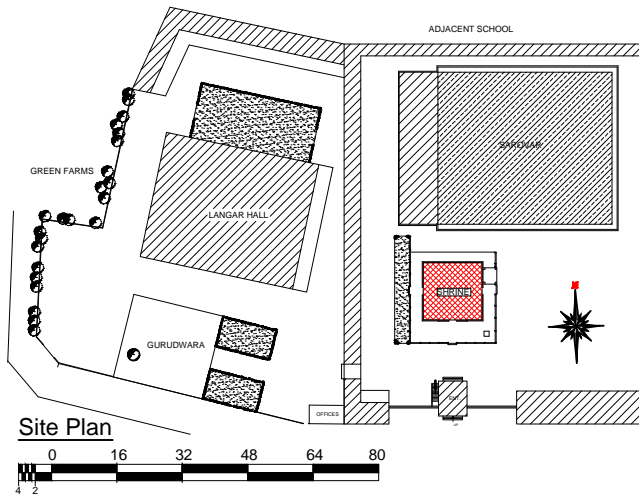 ADJACENT SCHOOL
SAROVAR
GREEN FARMS
LANGAR HALL
SHRINE
GURUDWARA
OFFICES
UP
Site Plan
0 16 32 48 64 80
4 2